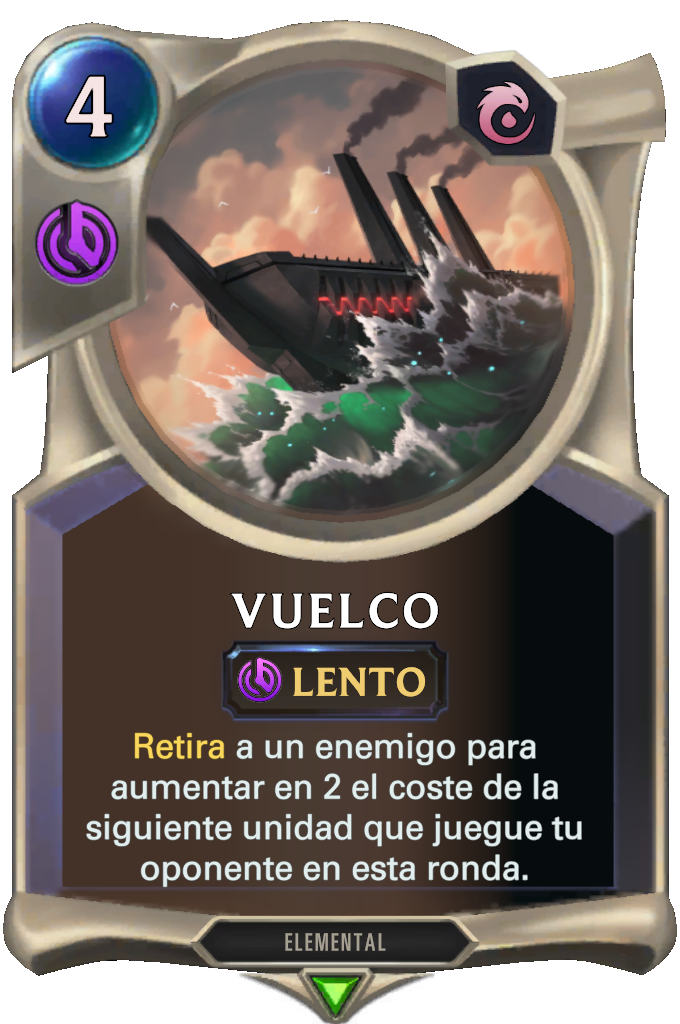 4
VUELCO
LENTO
Retira a un enemigo para
aumentar en 2 el coste de la
siguiente unidad que juegue tu
oponente en esta ronda.
ELEMENTAL